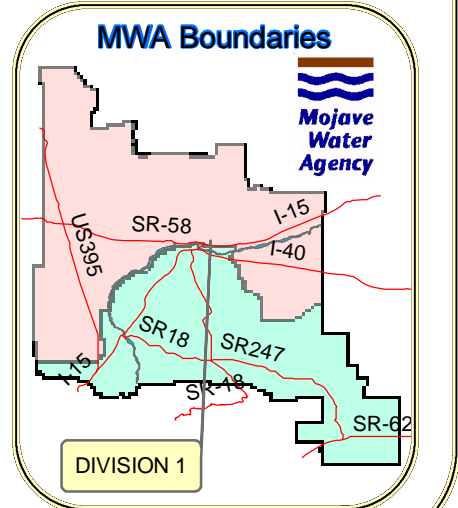 MWA Boundaries
Mojave
Water
Agency
I-15
SR-58
US395
I-40
SR18
SR247
I-15
SR-18
SR-62
DIVISION 1